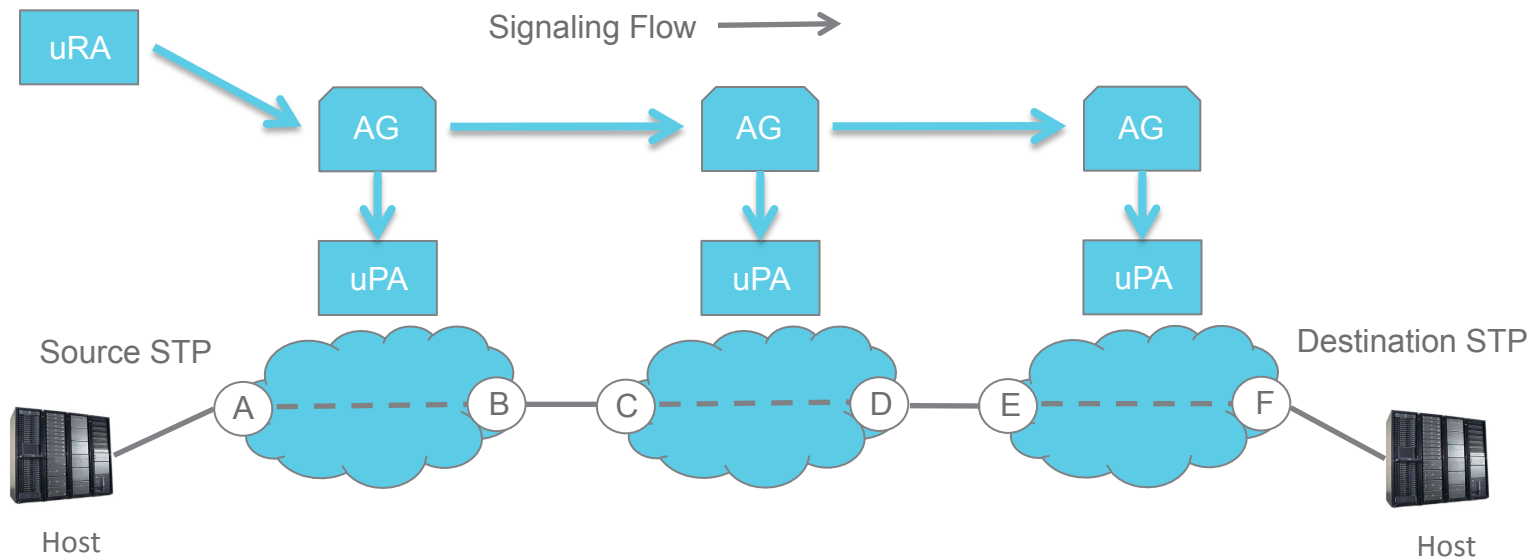 Signaling Flow
uRA
AG
AG
AG
uPA
uPA
uPA
Source STP
Destination STP
A
B
C
D
E
F
Host
Host